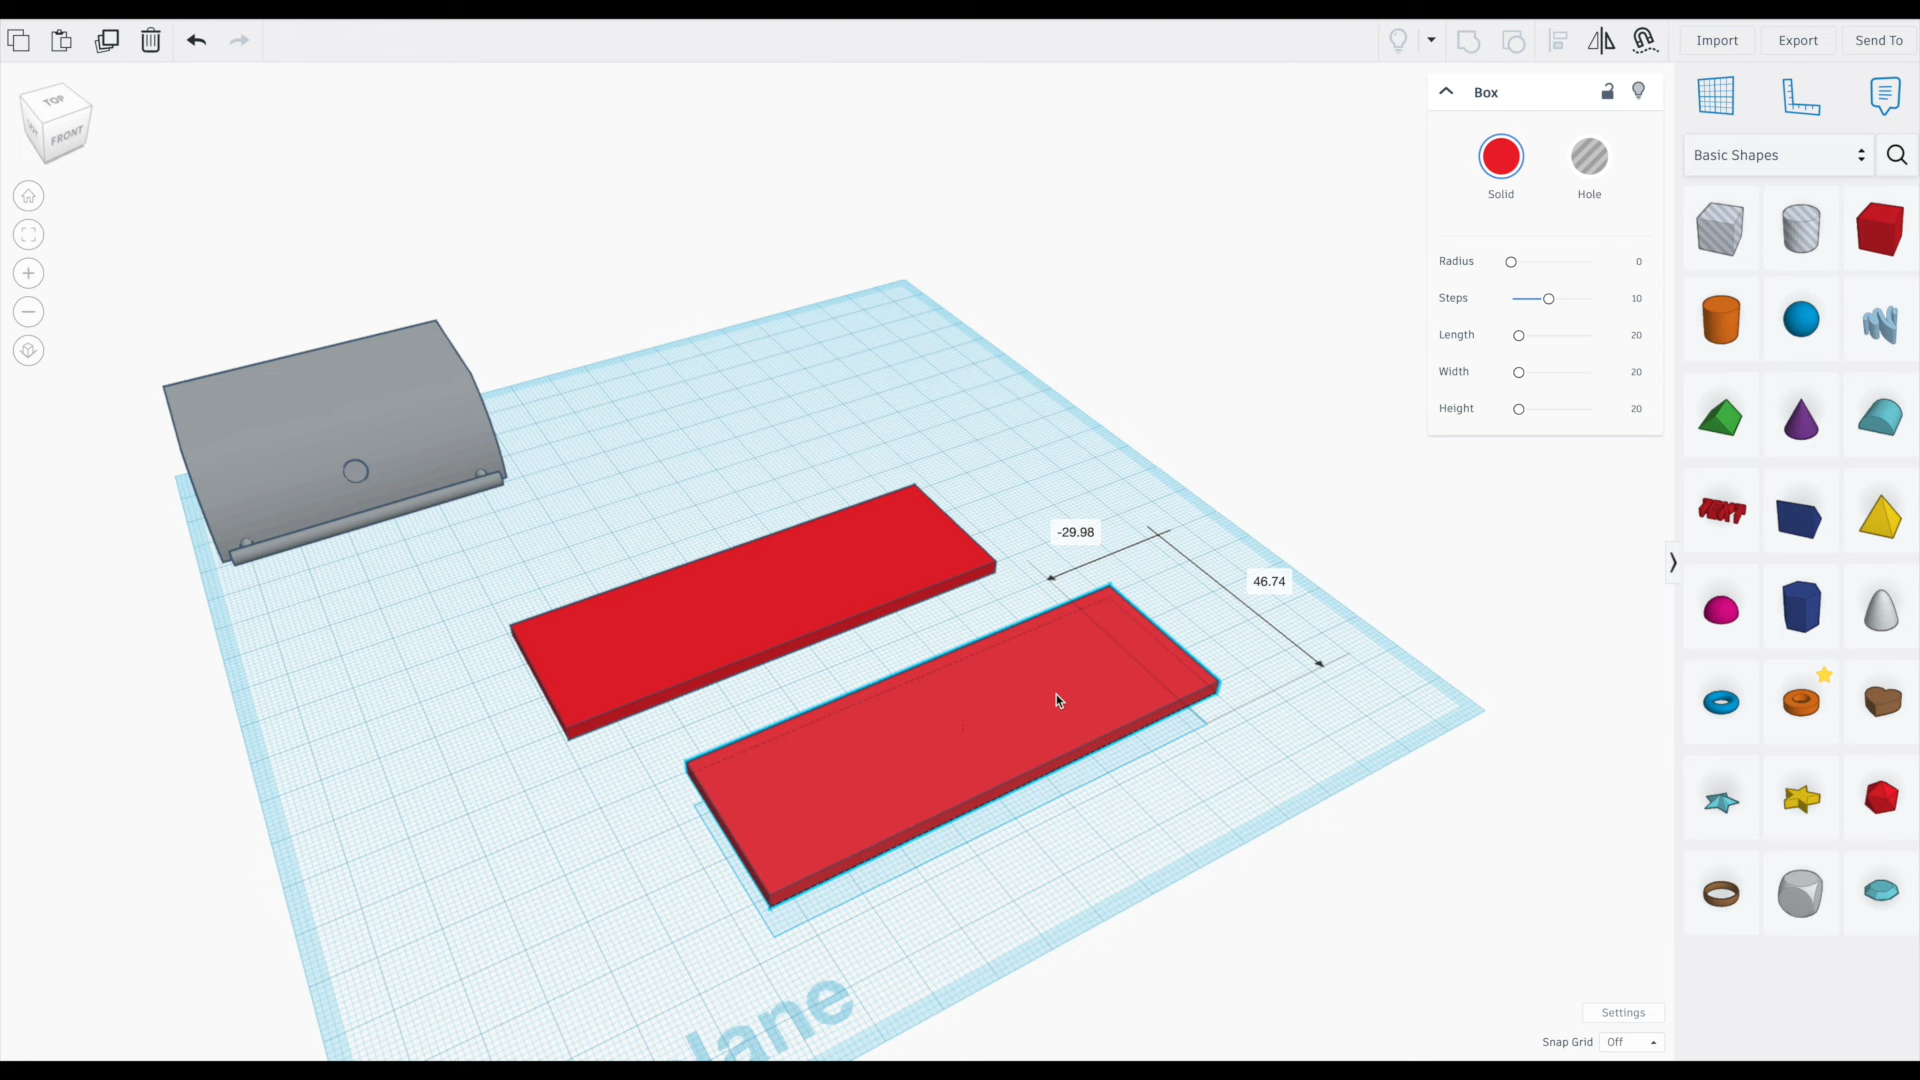 Import
Export
Send To
TOP
FRONT
Box
Solid
Hole
Basic Shapes
Radius 0
Steps 10
Length 20
Width 20
Height 20
TEXT
-29.98
46.74
lane
Settings
Snap Grid Off